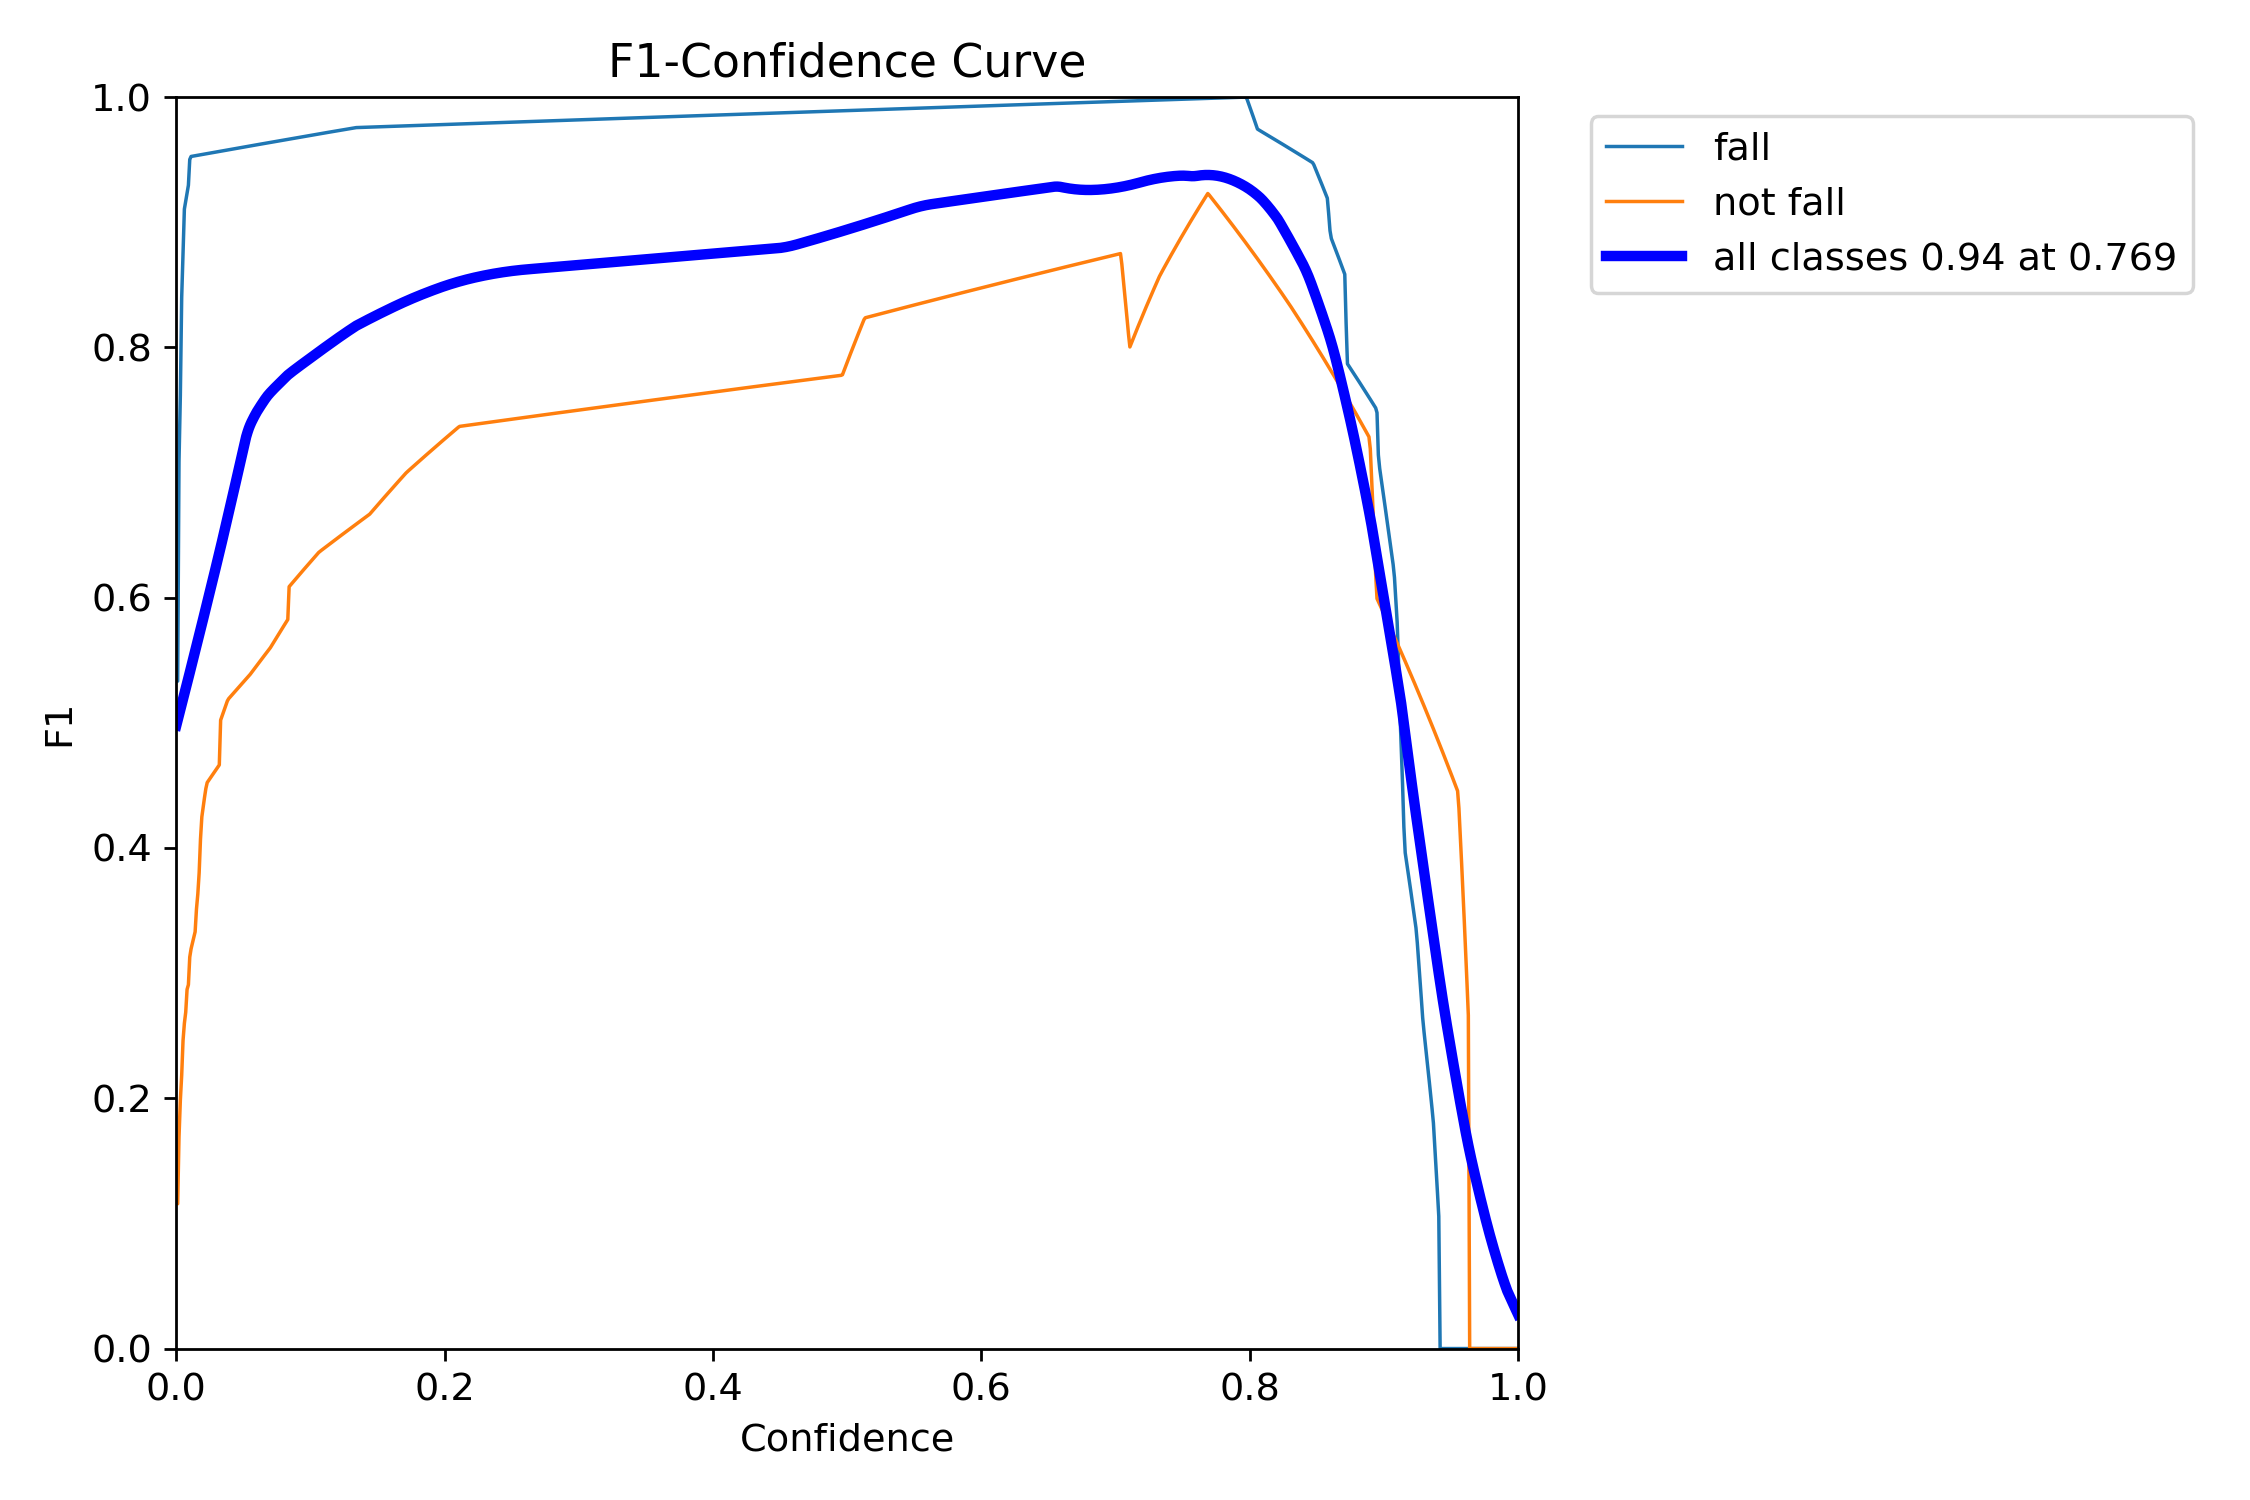 F1-Confidence Curve
1.0
0.8
0.6
0.4
0.2
0.0
F1
0.0 0.2 0.4 0.6 0.8 1.0
Confidence
fall
not fall
all classes 0.94 at 0.769